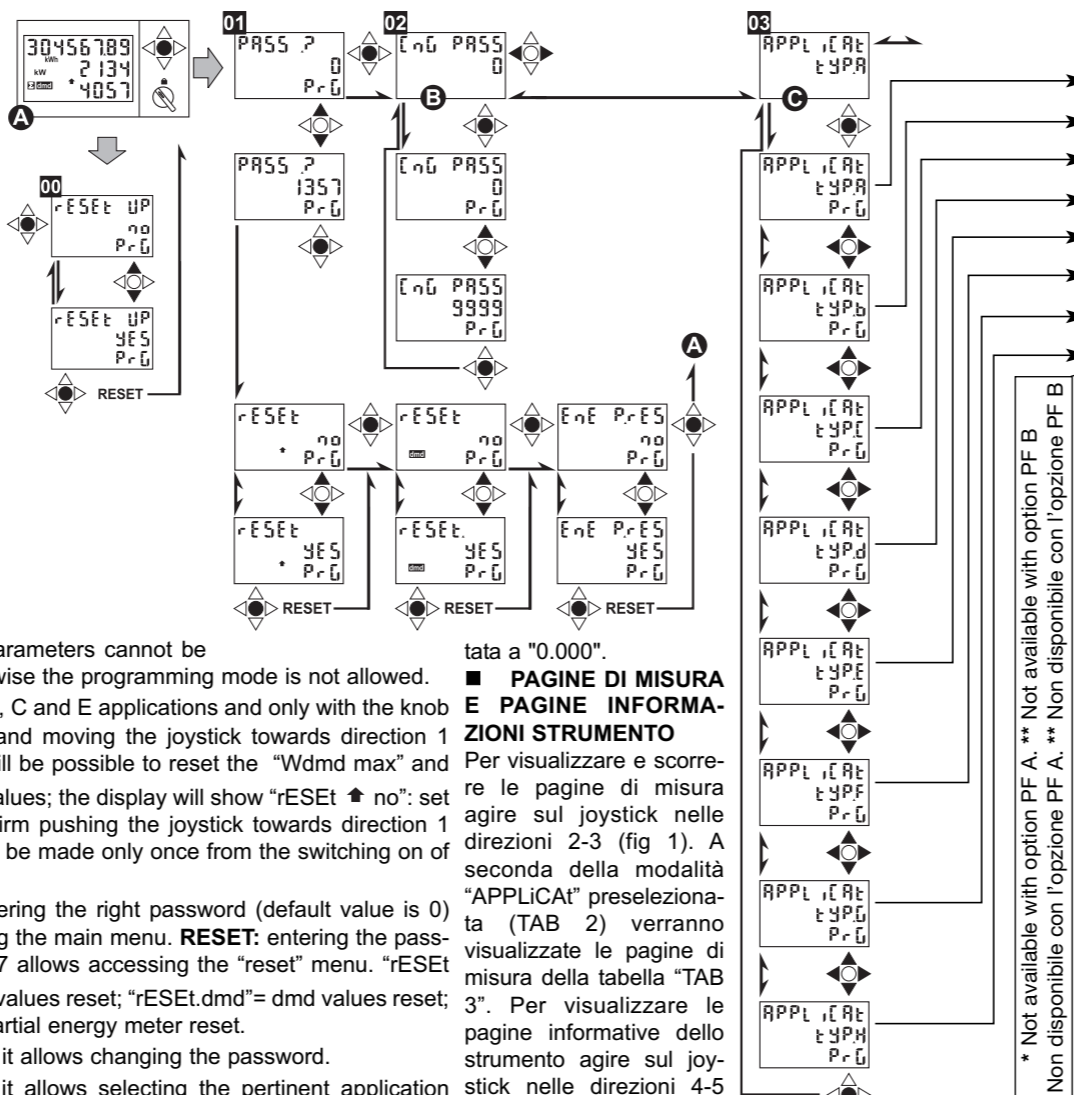 01
02
03
30456789
kWh
kW
2134
dmd
4057
A
PASS .?
0
PrG
CnG PASS
0
B
APPLiCAt
tYP.A
C
PASS .?
1357
PrG
CnG PASS
0
PrG
CnG PASS
9999
PrG
00
rESEt UP
no
PrG
rESEt UP
YES
PrG
RESET
A
rESEt
no
PrG
rESEt
dmd
no
PrG
EnE P.rES
no
PrG
rESEt
YES
PrG
rESEt.
dmd
YES
PrG
EnE P.rES
YES
PrG
RESET
RESET
RESET
APPLiCAt
tYP.A
PrG
APPLiCAt
tYP.b
PrG
APPLiCAt
tYP.C
PrG
APPLiCAt
tYP.d
PrG
APPLiCAt
tYP.E
PrG
APPLiCAt
tYP.F
PrG
APPLiCAt
tYP.G
PrG
APPLiCAt
tYP.H
PrG
* Not available with option PF A. ** Not available with option PF B
Non disponibile con l'opzione PF A. ** Non disponibile con l'opzione PF B
arameters cannot be
wise the programming mode is not allowed.
, C and E applications and only with the knob
and moving the joystick towards direction 1
ill be possible to reset the “Wdmd max” and
alues; the display will show “rESEt ⬆ no”: set
irm pushing the joystick towards direction 1
be made only once from the switching on of
ering the right password (default value is 0)
g the main menu. RESET: entering the pass-
7 allows accessing the “reset” menu. “rESEt
values reset; “rESEt.dmd”= dmd values reset;
artial energy meter reset.
it allows changing the password.
it allows selecting the pertinent application
tata a "0.000".
■ PAGINE DI MISURA
E PAGINE INFORMA-
ZIONI STRUMENTO
Per visualizzare e scorre-
re le pagine di misura
agire sul joystick nelle
direzioni 2-3 (fig 1). A
seconda della modalità
“APPLiCAt” preseleziona-
ta (TAB 2) verranno
visualizzate le pagine di
misura della tabella “TAB
3”. Per visualizzare le
pagine informative dello
strumento agire sul joy-
stick nelle direzioni 4-5